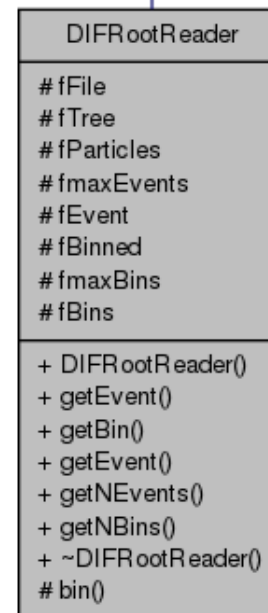 DIFRootReader
# fFile
# fTree
# fParticles
# fmaxEvents
# fEvent
# fBinned
# fmaxBins
# fBins
+ DIFRootReader()
+ getEvent()
+ getBin()
+ getEvent()
+ getNEvents()
+ getNBins()
+ ~DIFRootReader()
# bin()